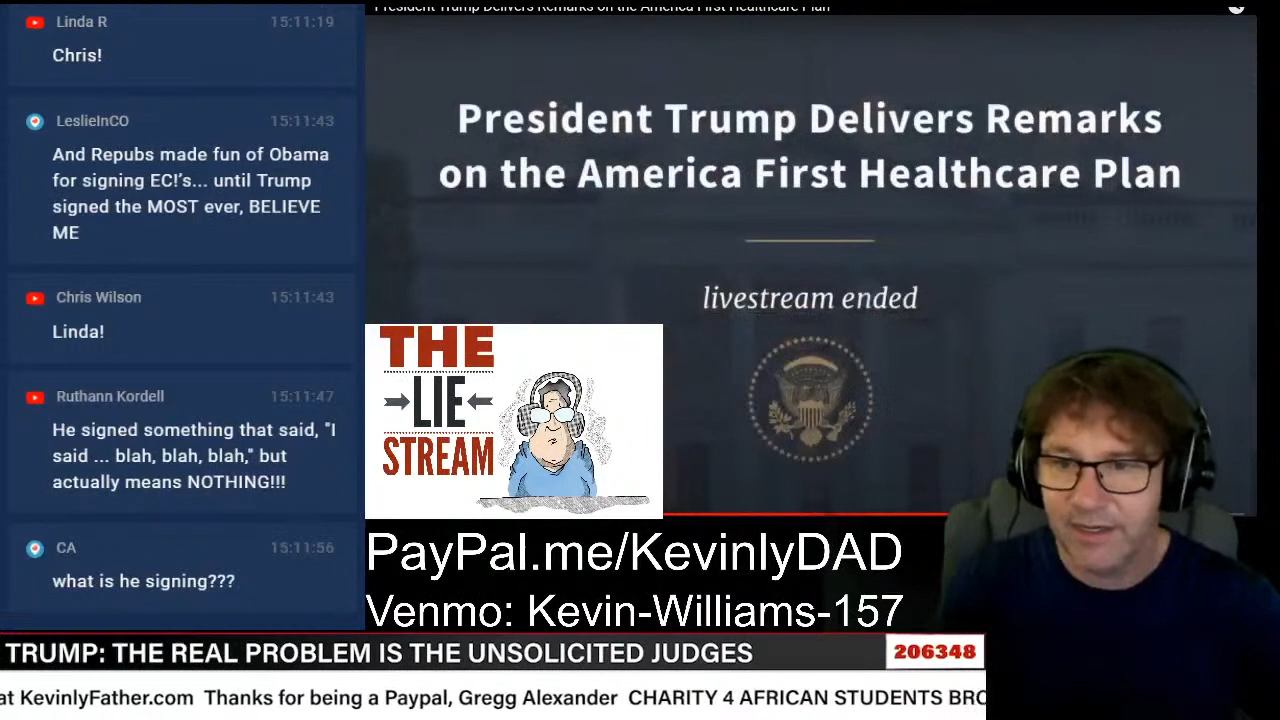 Linda R 15:11:19
Chris!
LeslieInCO 15:11:43
And Repubs made fun of Obama
for signing EC!'s... until Trump
signed the MOST ever, BELIEVE
ME
Chris Wilson 15:11:43
Linda!
Ruthann Kordell 15:11:47
He signed something that said, "I
said ... blah, blah, blah," but
actually means NOTHING!!!
CA 15:11:56
what is he signing???
President Trump Delivers Remarks on the America First Healthcare Plan
President Trump Delivers Remarks
on the America First Healthcare Plan
livestream ended
THE
LIE
STREAM
PayPal.me/KevinlyDAD
Venmo: Kevin-Williams-157
TRUMP: THE REAL PROBLEM IS THE UNSOLICITED JUDGES 206348
at KevinlyFather.com Thanks for being a Paypal, Gregg Alexander CHARITY 4 AFRICAN STUDENTS BRO